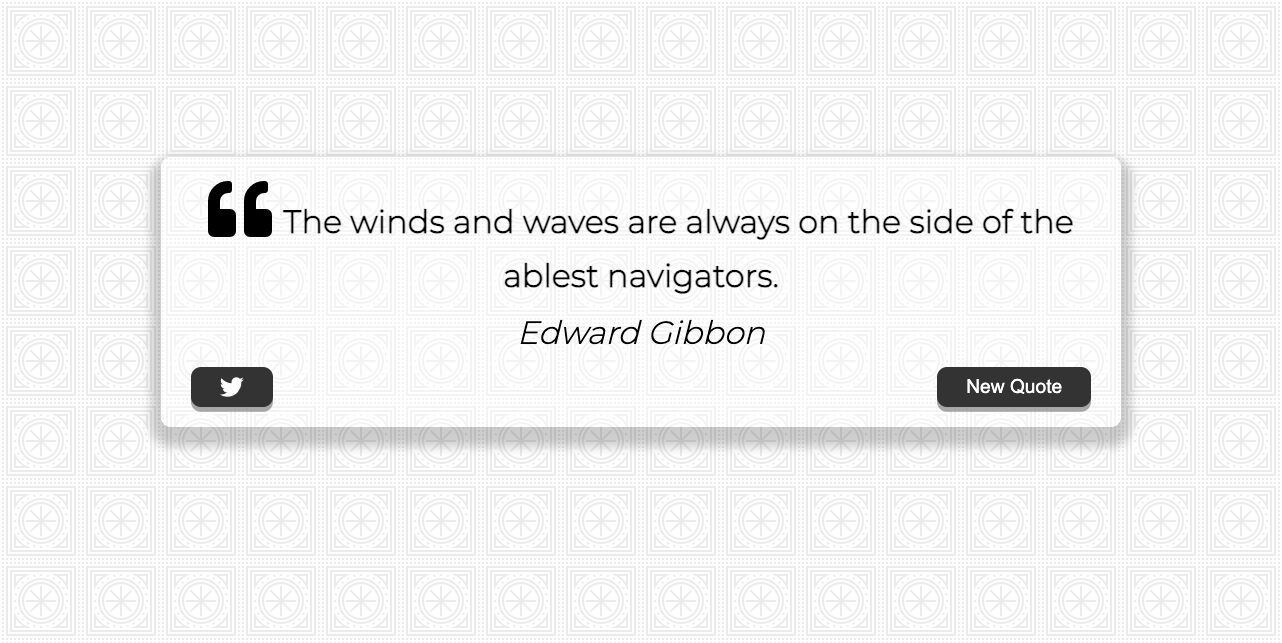 The winds and waves are always on the side of the
ablest navigators.
Edward Gibbon
New Quote